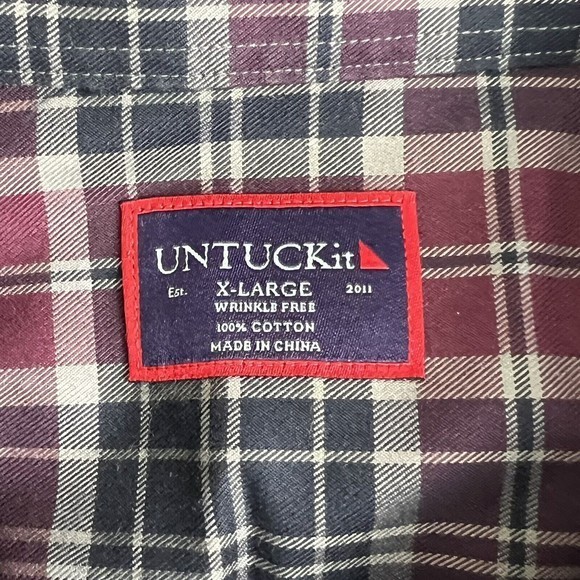 UNTUCKit
Est. X-LARGE 2011
WRINKLE FREE
100% COTTON
MADE IN CHINA